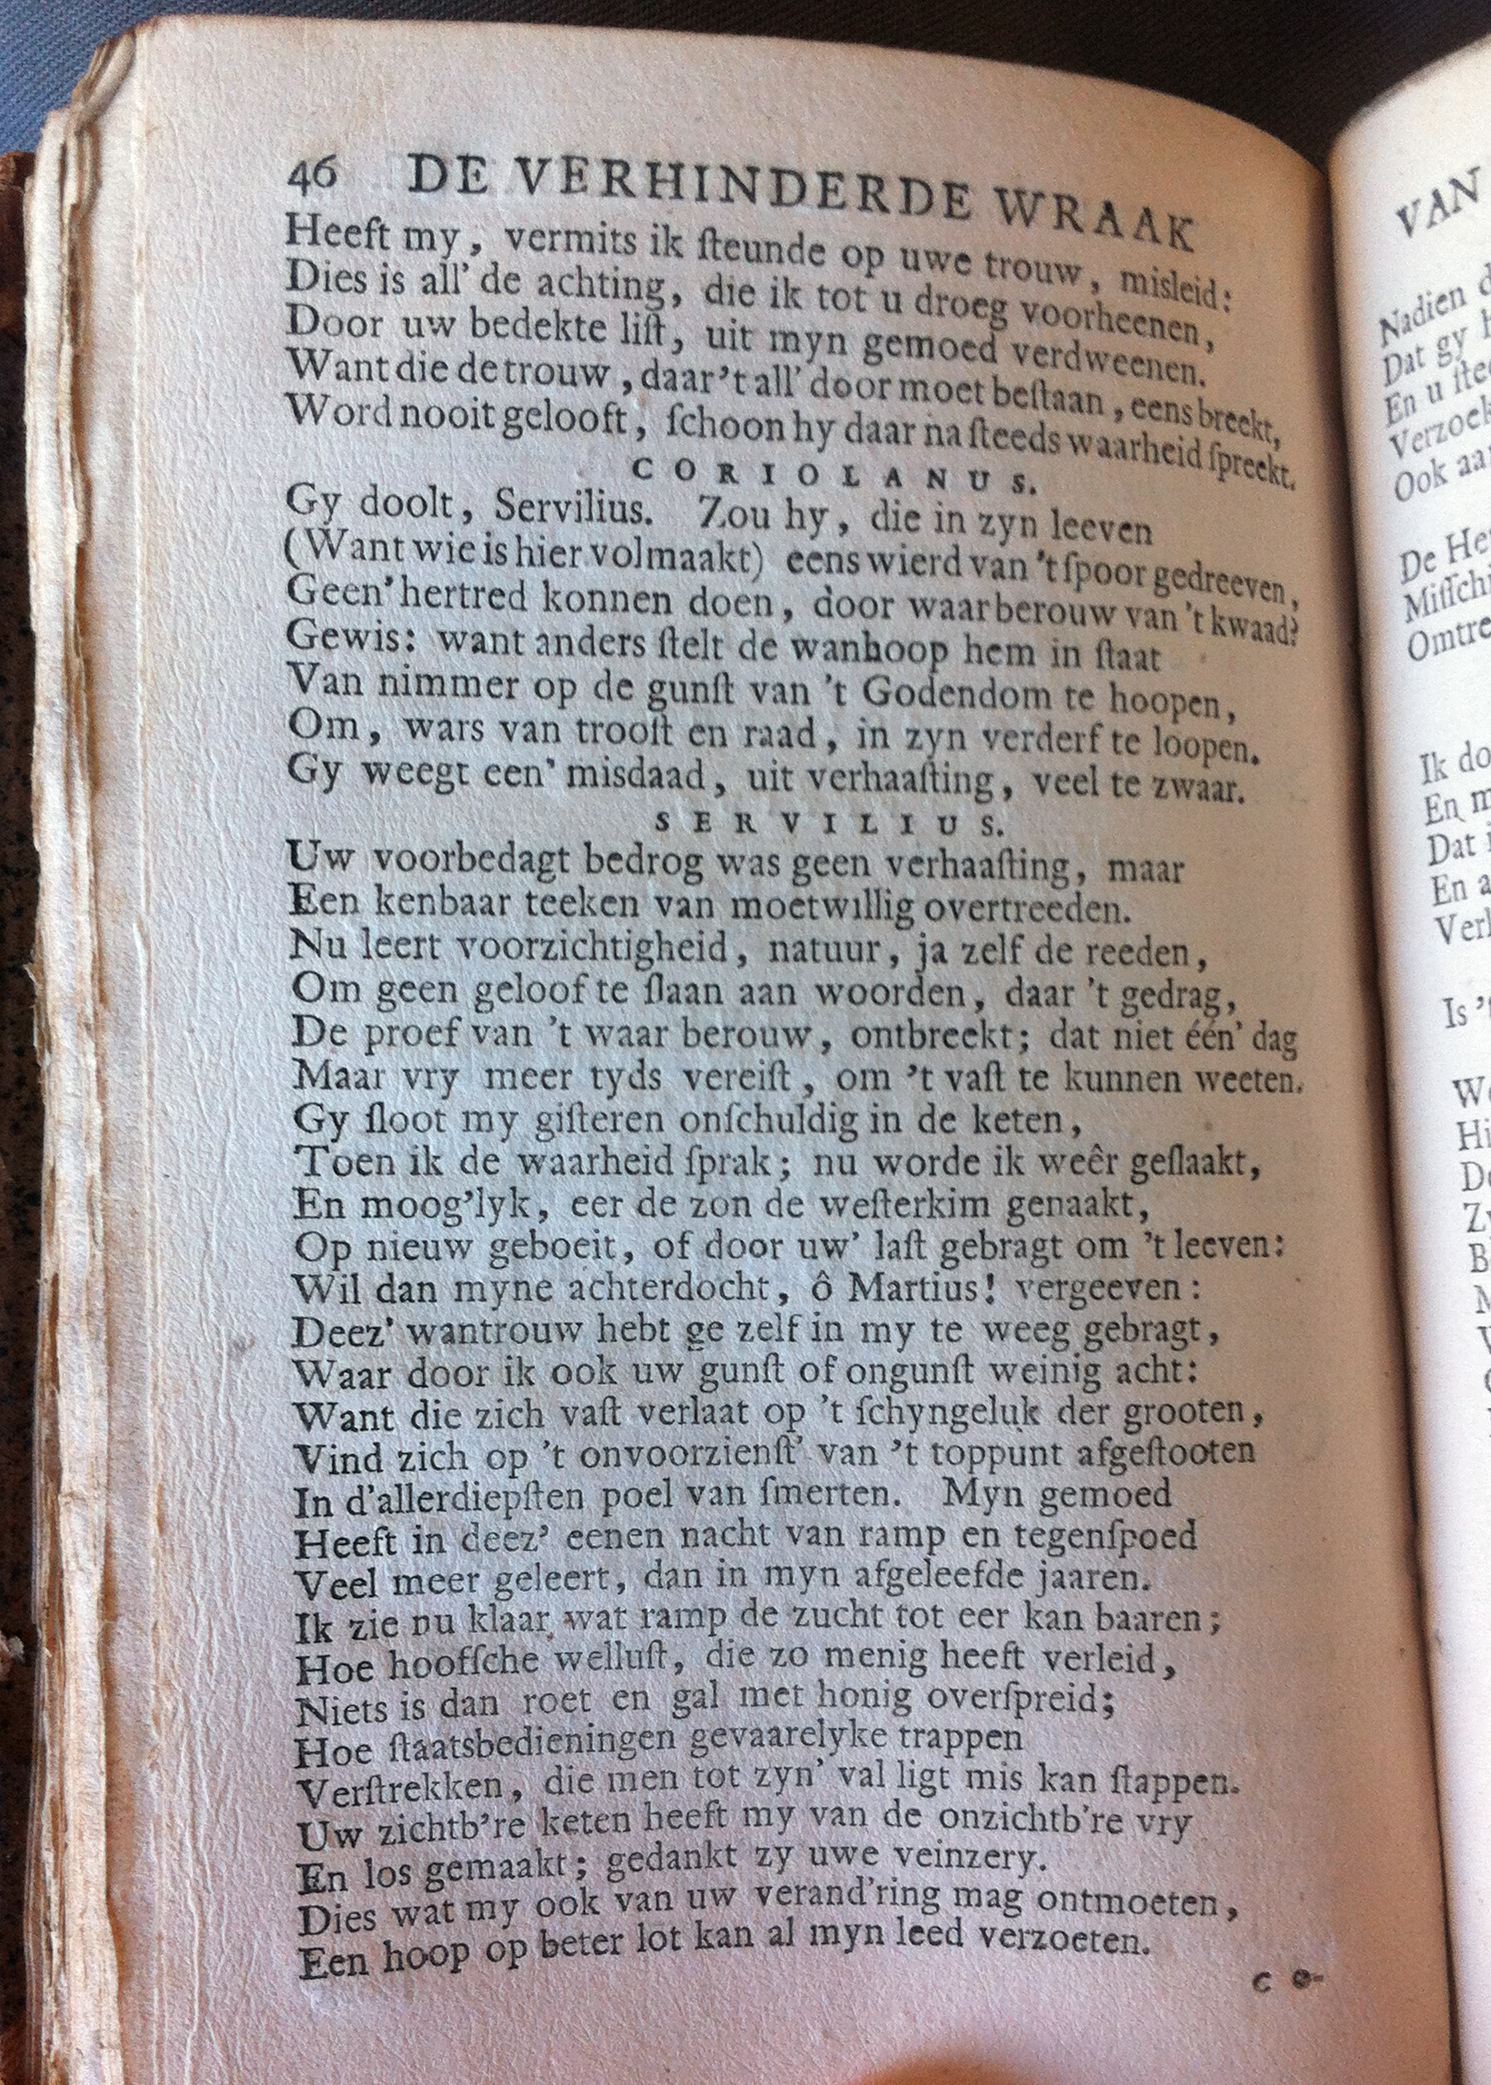 46 DE VERHINDERDE WRAAK
Heeft my, vermits ik ſteunde op uwe trouw, misleid:
Dies is all' de achting, die ik tot u droeg voorheenen,
Door uw bedekte liſt, uit myn gemoed verdweenen.
Want die de trouw, daar 't all' door moet beſtaan, eens breekt,
Word nooit gelooft, ſchoon hy daar na ſteeds waarheid ſpreekt.
CORIOLANUS.
Gy doolt, Servilius. Zou hy, die in zyn leeven
(Want wie is hier volmaakt) eens wierd van 't ſpoor gedreeven,
Geen' hertred konnen doen, door waar berouw van 't kwaad?
Gewis: want anders ſtelt de wanhoop hem in ſtaat
Van nimmer op de gunſt van 't Godendom te hoopen,
Om, wars van trooſt en raad, in zyn verderf te loopen.
Gy weegt een' misdaad, uit verhaaſting, veel te zwaar.
SERVILIUS.
Uw voorbedagt bedrog was geen verhaaſting, maar
Een kenbaar teeken van moetwillig overtreeden.
Nu leert voorzichtigheid, natuur, ja zelf de reeden,
Om geen geloof te ſlaan aan woorden, daar 't gedrag,
De proef van 't waar berouw, ontbreekt; dat niet één' dag
Maar vry meer tyds vereiſt, om 't vaſt te kunnen weeten.
Gy ſloot my giſteren onſchuldig in de keten,
Toen ik de waarheid ſprak; nu worde ik weêr geſlaakt,
En moog'lyk, eer de zon de weſterkim genaakt,
Op nieuw geboeit, of door uw' laſt gebragt om 't leeven:
Wil dan myne achterdocht, ô Martius! vergeeven:
Deez' wantrouw hebt ge zelf in my te weeg gebragt,
Waar door ik ook uw gunſt of ongunſt weinig acht:
Want die zich vaſt verlaat op 't ſchyngeluk der grooten,
Vind zich op 't onvoorzienſt' van 't toppunt afgeſtooten
In d'allerdiepſten poel van ſmerten. Myn gemoed
Heeft in deez' eenen nacht van ramp en tegenſpoed
Veel meer geleert, dan in myn afgeleefde jaaren.
Ik zie nu klaar wat ramp de zucht tot eer kan baaren;
Hoe hooſſche welluſt, die zo menig heeft verleid,
Niets is dan roet en gal met honig overſpreid;
Hoe ſtaatsbedieningen gevaarelyke trappen
Verſtrekken, die men tot zyn' val ligt mis kan ſtappen.
Uw zichtb're keten heeft my van de onzichtb're vry
En los gemaakt; gedankt zy uwe veinzery.
Dies wat my ook van uw verand'ring mag ontmoeten,
Een hoop op beter lot kan al myn leed verzoeten.
CO-
VAN
Nadien
Dat gy
En u
Verzoek
Ook aan
De
Miſſchi
Omtre
Ik do
En
Dat
En
Is